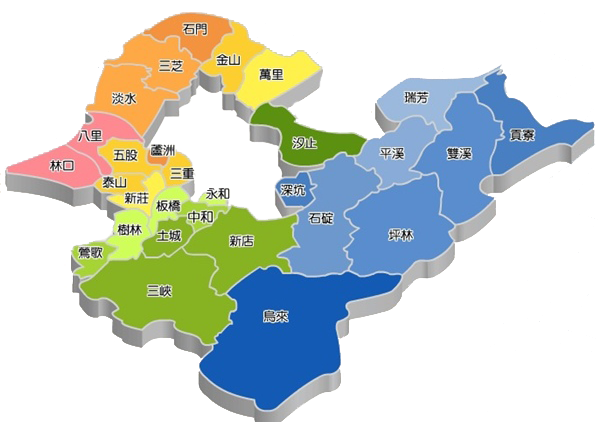 石門
三芝
金山
萬里
淡水
瑞芳
八里
貢寮
汐止
五股
蘆洲
平溪
雙溪
林口
三重
泰山
深坑
新莊
永和
板橋
中和
石碇
樹林
土城
新店
坪林
鶯歌
三峽
烏來